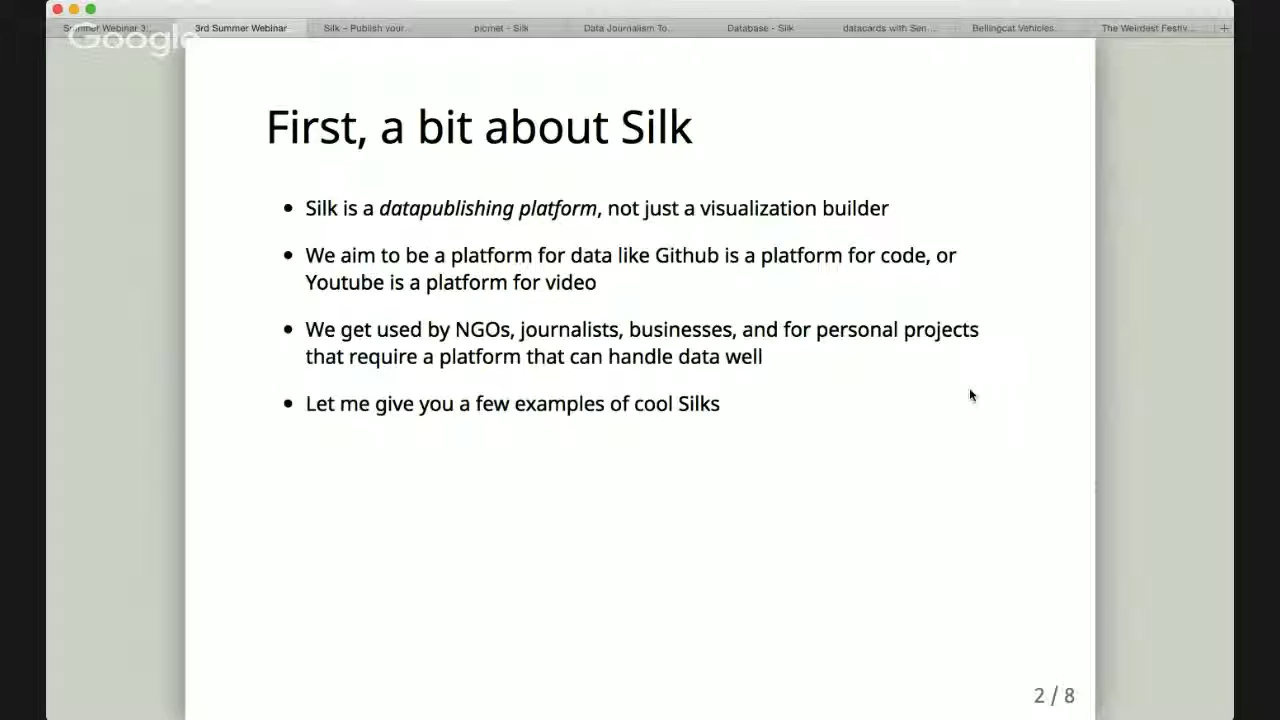 Summer Webinar 3... 3rd Summer Webinar Silk – Publish your... picmet - Silk Data Journalism To... Database - Silk datacards with Sen... Bellingcat Vehicles... The Weirdest Festiv...
Google
First, a bit about Silk
• Silk is a datapublishing platform, not just a visualization builder
• We aim to be a platform for data like Github is a platform for code, or
Youtube is a platform for video
• We get used by NGOs, journalists, businesses, and for personal projects
that require a platform that can handle data well
• Let me give you a few examples of cool Silks
2 / 8